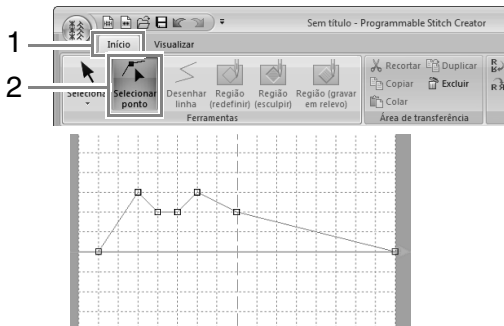 Sem título - Programmable Stitch Creator
1
Início Visualizar
2
Selecionar ponto
Desenhar linha
Região (redefinir)
Região (esculpir)
Região (gravar em relevo)
Ferramentas
Recortar Duplicar
Copiar Excluir
Colar
Área de transferência